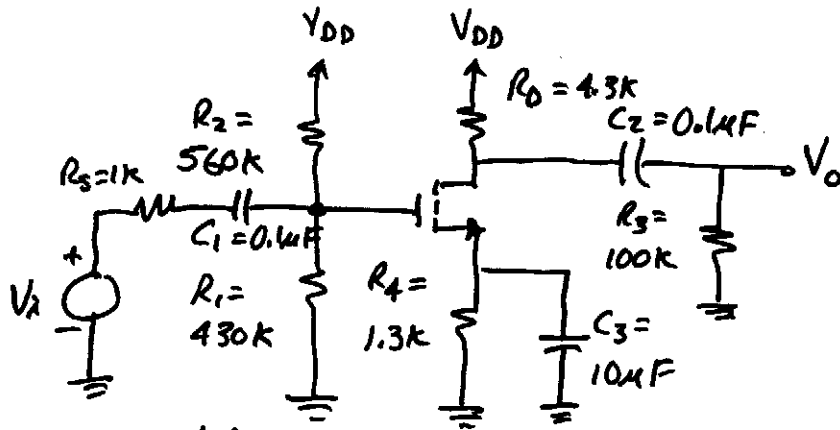 VDD
VDD
RD = 4.3K
R2 =
560K
C2 = 0.1μF
RS = 1K
Vo
C1 = 0.1μF
R3 =
100K
+
Vi
-
R1 =
430K
R4 =
1.3K
C3 =
10μF